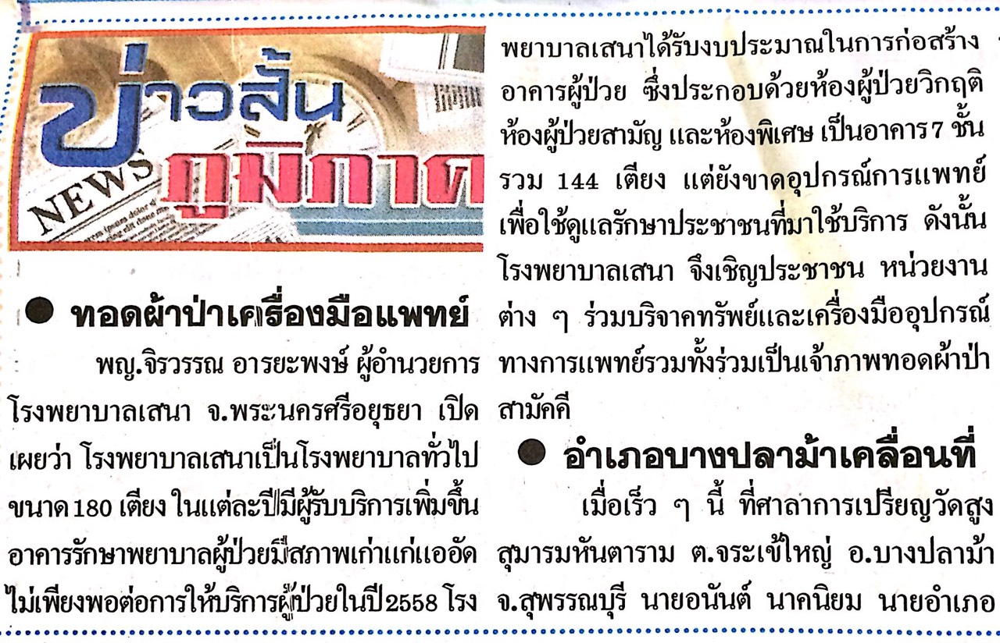 ข่าวสั้น
ภูมิภาค
NEWS
● ทอดผ้าป่าเครื่องมือแพทย์
พญ.จิรวรรณ อารยะพงษ์ ผู้อำนวยการ
โรงพยาบาลเสนา จ.พระนครศรีอยุธยา เปิด
เผยว่า โรงพยาบาลเสนาเป็นโรงพยาบาลทั่วไป
ขนาด 180 เตียง ในแต่ละปีมีผู้รับบริการเพิ่มขึ้น
อาคารรักษาพยาบาลผู้ป่วยมีสภาพเก่าแก่แออัด
ไม่เพียงพอต่อการให้บริการผู้ป่วยในปี 2558 โรง
พยาบาลเสนาได้รับงบประมาณในการก่อสร้าง
อาคารผู้ป่วย ซึ่งประกอบด้วยห้องผู้ป่วยวิกฤติ
ห้องผู้ป่วยสามัญ และห้องพิเศษ เป็นอาคาร 7 ชั้น
รวม 144 เตียง แต่ยังขาดอุปกรณ์การแพทย์
เพื่อใช้ดูแลรักษาประชาชนที่มาใช้บริการ ดังนั้น
โรงพยาบาลเสนา จึงเชิญประชาชน หน่วยงาน
ต่าง ๆ ร่วมบริจาคทรัพย์และเครื่องมืออุปกรณ์
ทางการแพทย์รวมทั้งร่วมเป็นเจ้าภาพทอดผ้าป่า
สามัคคี
● อำเภอบางปลาม้าเคลื่อนที่
เมื่อเร็ว ๆ นี้ ที่ศาลาการเปรียญวัดสูง
สุมารมหันตาราม ต.จระเข้ใหญ่ อ.บางปลาม้า
จ.สุพรรณบุรี นายอนันต์ นาคนิยม นายอำเภอ